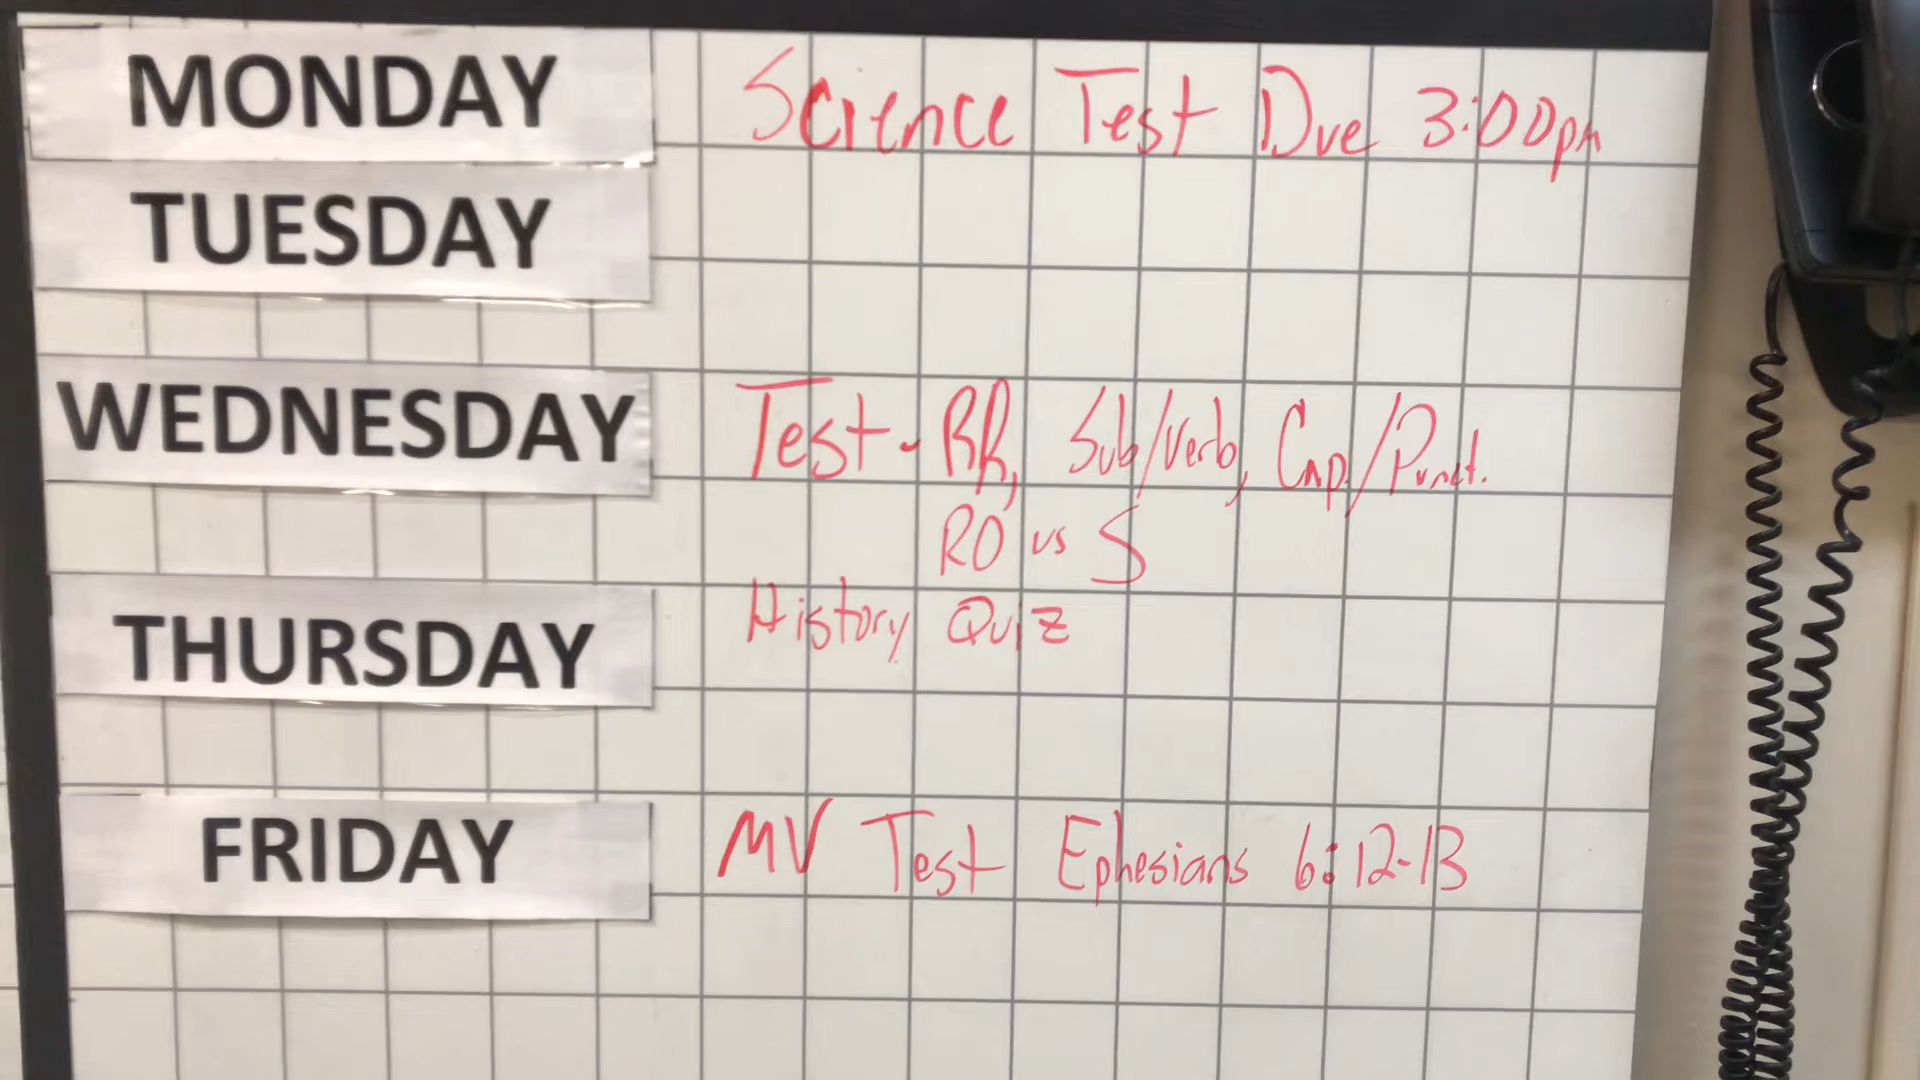 MONDAY Science Test Due 3:00pm
TUESDAY
WEDNESDAY Test - RR, Sub/Verb, Cap/Punct.
RO vs S
THURSDAY History Quiz
FRIDAY MV Test Ephesians 6:12-13